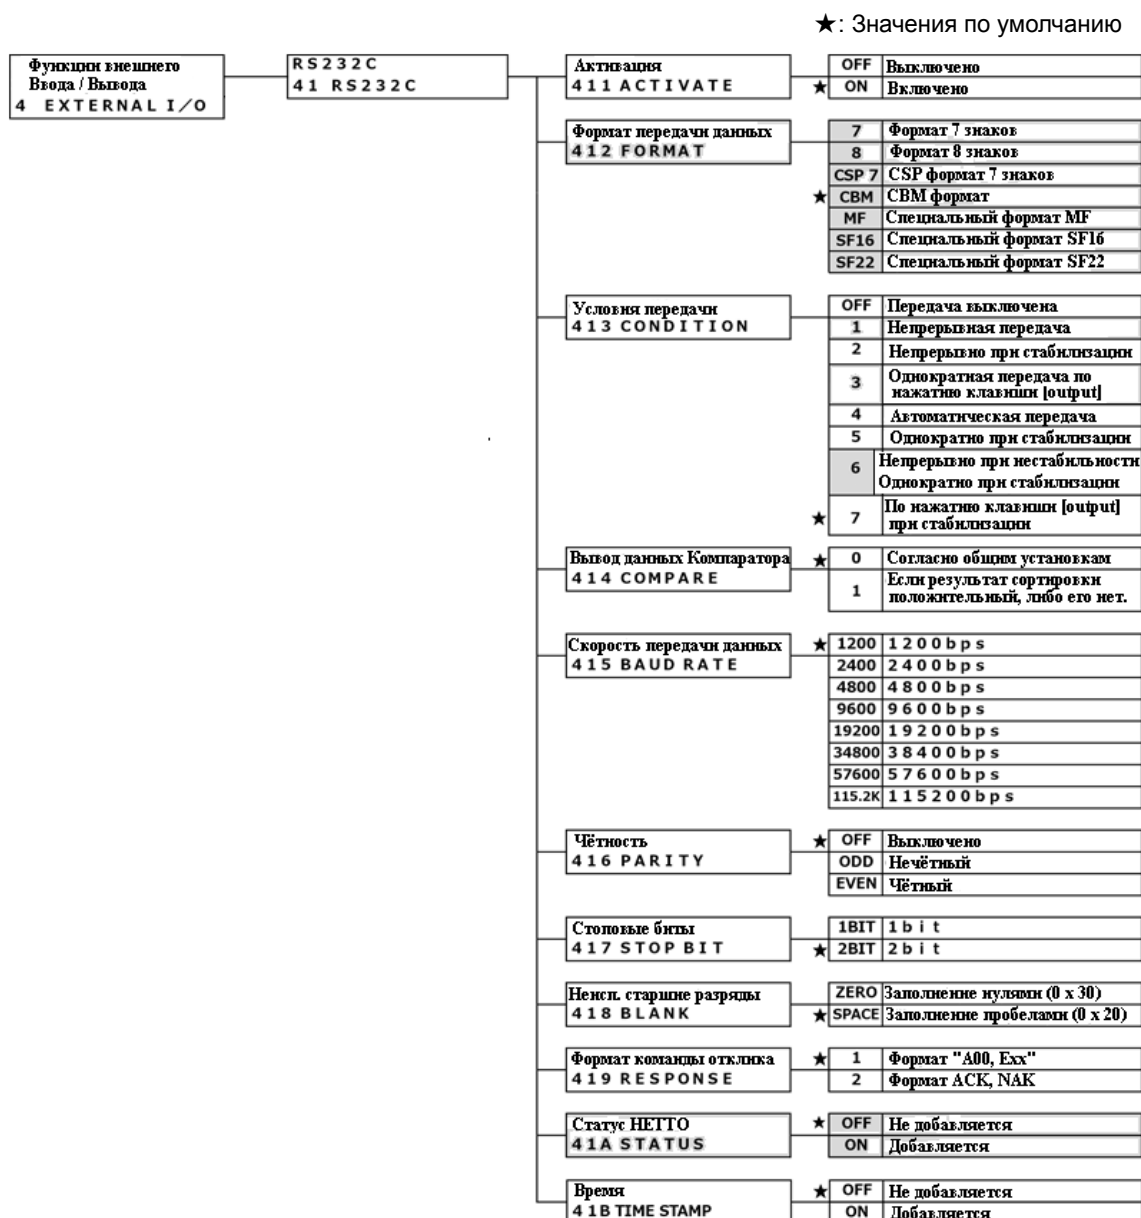 ★: Значения по умолчанию
Функции внешнего
Ввода / Вывода
4 EXTERNAL I/O
RS232C
41 RS232C
Активация
411 ACTIVATE
OFF Выключено
★ ON Включено
Формат передачи данных
412 FORMAT
7 Формат 7 знаков
8 Формат 8 знаков
CSP 7 CSP формат 7 знаков
★ CBM CBM формат
MF Специальный формат MF
SF16 Специальный формат SF16
SF22 Специальный формат SF22
Условия передачи
413 CONDITION
OFF Передача выключена
1 Непрерывная передача
2 Непрерывно при стабилизации
3 Однократная передача по
нажатию клавиши [output]
4 Автоматическая передача
5 Однократно при стабилизации
6 Непрерывно при нестабильности
Однократно при стабилизации
★ 7 По нажатию клавиши [output]
при стабилизации
Вывод данных Компаратора
414 COMPARE
★ 0 Согласно общим установкам
1 Если результат сортировки
положительный, либо его нет.
Скорость передачи данных
415 BAUD RATE
★ 1200 1200bps
2400 2400bps
4800 4800bps
9600 9600bps
19200 19200bps
34800 38400bps
57600 57600bps
115.2K 115200bps
Чётность
416 PARITY
★ OFF Выключено
ODD Нечётный
EVEN Чётный
Стоповые биты
417 STOP BIT
1BIT 1bit
★ 2BIT 2bit
Неисп. старшие разряды
418 BLANK
ZERO Заполнение нулями (0 x 30)
★ SPACE Заполнение пробелами (0 x 20)
Формат команды отклика
419 RESPONSE
★ 1 Формат "A00, Exx"
2 Формат ACK, NAK
Статус НЕТТО
41A STATUS
★ OFF Не добавляется
ON Добавляется
Время
41B TIME STAMP
★ OFF Не добавляется
ON Добавляется